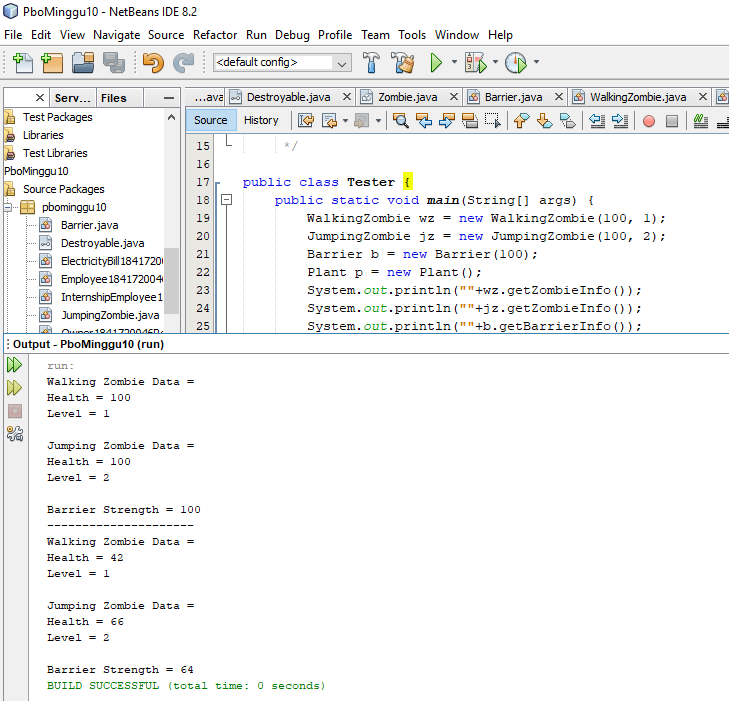 PboMinggu10 - NetBeans IDE 8.2
File Edit View Navigate Source Refactor Run Debug Profile Team Tools Window Help
<default config>
Serv... Files
...ava Destroyable.java Zombie.java Barrier.java WalkingZombie.java
Source History
Test Packages
Libraries
Test Libraries
PboMinggu10
Source Packages
pbominggu10
Barrier.java
Destroyable.java
ElectricityBill18417200
Employee184172004
InternshipEmployee1
JumpingZombie.java
15 */
16
17 public class Tester {
18 public static void main(String[] args) {
19 WalkingZombie wz = new WalkingZombie(100, 1);
20 JumpingZombie jz = new JumpingZombie(100, 2);
21 Barrier b = new Barrier(100);
22 Plant p = new Plant();
23 System.out.println(""+wz.getZombieInfo());
24 System.out.println(""+jz.getZombieInfo());
25 System.out.println(""+b.getBarrierInfo());
Output - PboMinggu10 (run)
run:
Walking Zombie Data =
Health = 100
Level = 1
Jumping Zombie Data =
Health = 100
Level = 2
Barrier Strength = 100
---------------------
Walking Zombie Data =
Health = 42
Level = 1
Jumping Zombie Data =
Health = 66
Level = 2
Barrier Strength = 64
BUILD SUCCESSFUL (total time: 0 seconds)